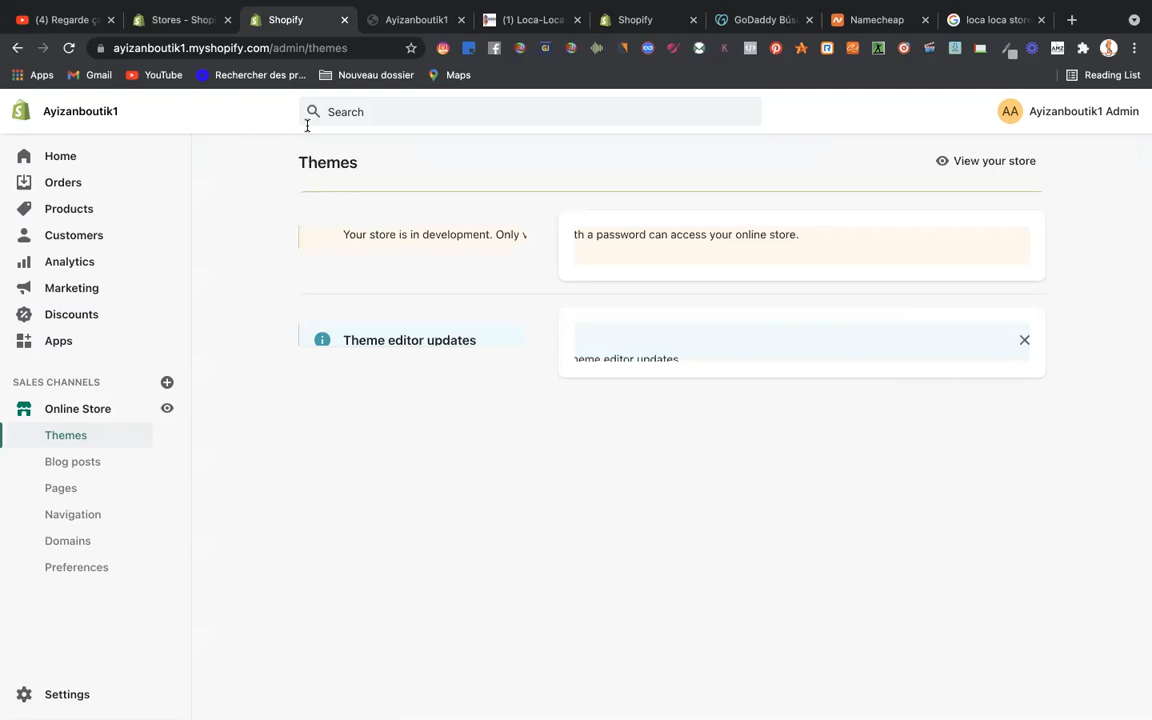 (4) Regarde ç
Stores - Shopi
Shopify
Ayizanboutik1
(1) Loca-Loca
Shopify
GoDaddy Bús
Namecheap
loca loca stor
ayizanboutik1.myshopify.com/admin/themes
Apps
Gmail
YouTube
Rechercher des pr...
Nouveau dossier
Maps
Reading List
Ayizanboutik1
Search
AA
Ayizanboutik1 Admin
Home
Orders
Products
Customers
Analytics
Marketing
Discounts
Apps
SALES CHANNELS
Online Store
Themes
Blog posts
Pages
Navigation
Domains
Preferences
Settings
Themes
View your store
Your store is in development. Only v
th a password can access your online store.
Theme editor updates
heme editor updates